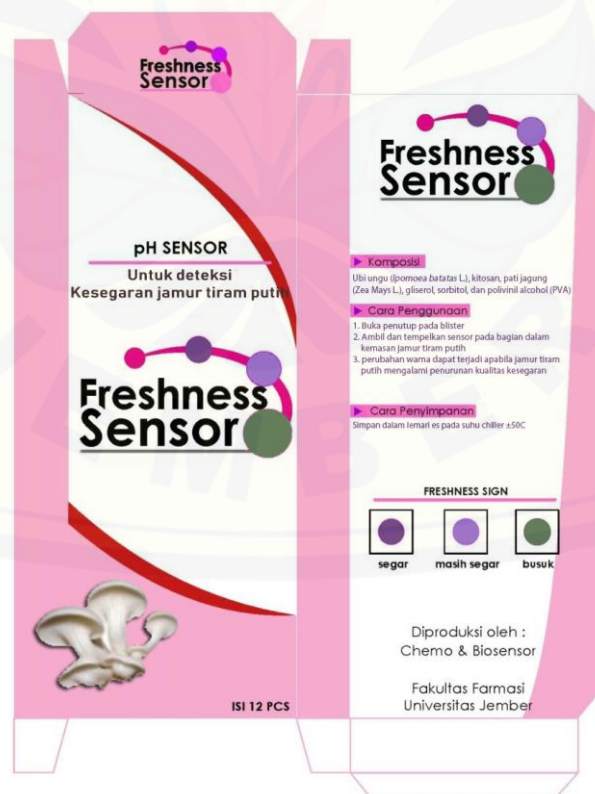 Freshness
Sensor
pH SENSOR
Untuk deteksi
Kesegaran jamur tiram putih
Freshness
Sensor
ISI 12 PCS
Freshness
Sensor
Komposisi
Ubi ungu (Ipomoea batatas L.), kitosan, pati jagung
(Zea Mays L.), gliserol, sorbitol, dan polivinil alcohol (PVA)
Cara Penggunaan
1. Buka penutup pada blister
2. Ambil dan tempelkan sensor pada bagian dalam
kemasan jamur tiram putih
3. perubahan warna dapat terjadi apabila jamur tiram
putih mengalami penurunan kualitas kesegaran
Cara Penyimpanan
Simpan dalam lemari es pada suhu chiller ±50C
FRESHNESS SIGN
segar
masih segar
busuk
Diproduksi oleh :
Chemo & Biosensor
Fakultas Farmasi
Universitas Jember